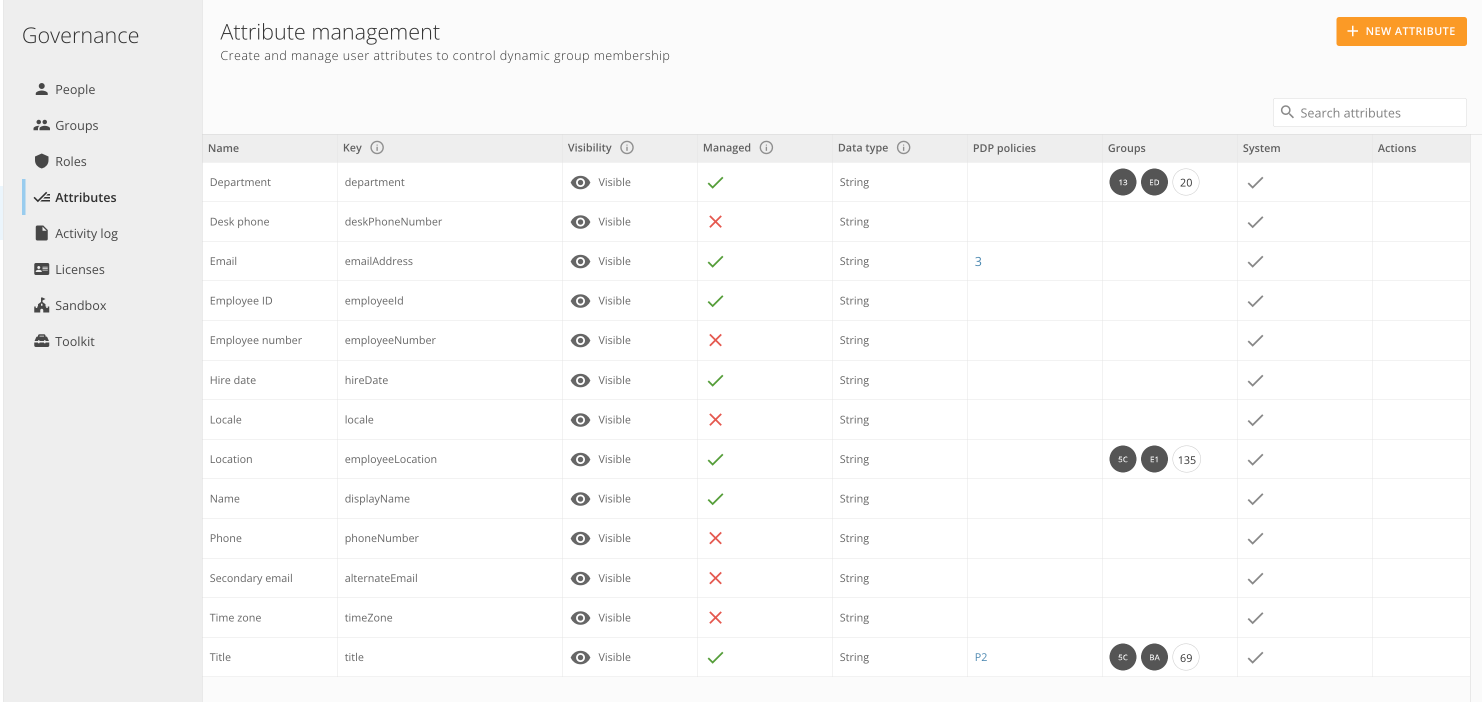 Governance
People
Groups
Roles
Attributes
Activity log
Licenses
Sandbox
Toolkit
Attribute management
Create and manage user attributes to control dynamic group membership
NEW ATTRIBUTE
Search attributes
Name Key Visibility Managed Data type PDP policies Groups System Actions
Department department Visible String 13 ED 20
Desk phone deskPhoneNumber Visible String
Email emailAddress Visible String 3
Employee ID employeeId Visible String
Employee number employeeNumber Visible String
Hire date hireDate Visible String
Locale locale Visible String
Location employeeLocation Visible String SC E1 135
Name displayName Visible String
Phone phoneNumber Visible String
Secondary email alternateEmail Visible String
Time zone timeZone Visible String
Title title Visible String P2 SC BA 69